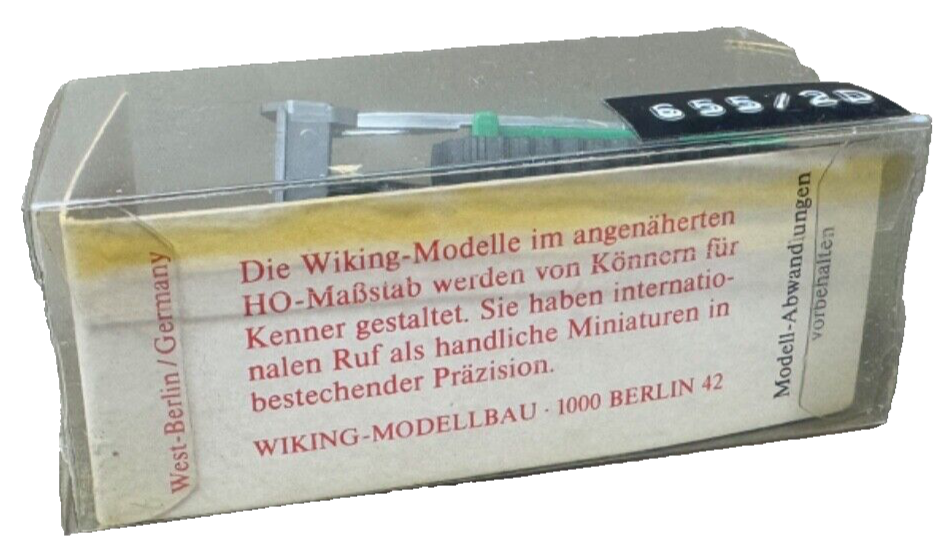 655/2D
West-Berlin/Germany
Die Wiking-Modelle im angenäherten
HO-Maßstab werden von Könnern für
Kenner gestaltet. Sie haben internatio-
nalen Ruf als handliche Miniaturen in
bestechender Präzision.
WIKING-MODELLBAU · 1000 BERLIN 42
Modell-Abwandlungen
vorbehalten